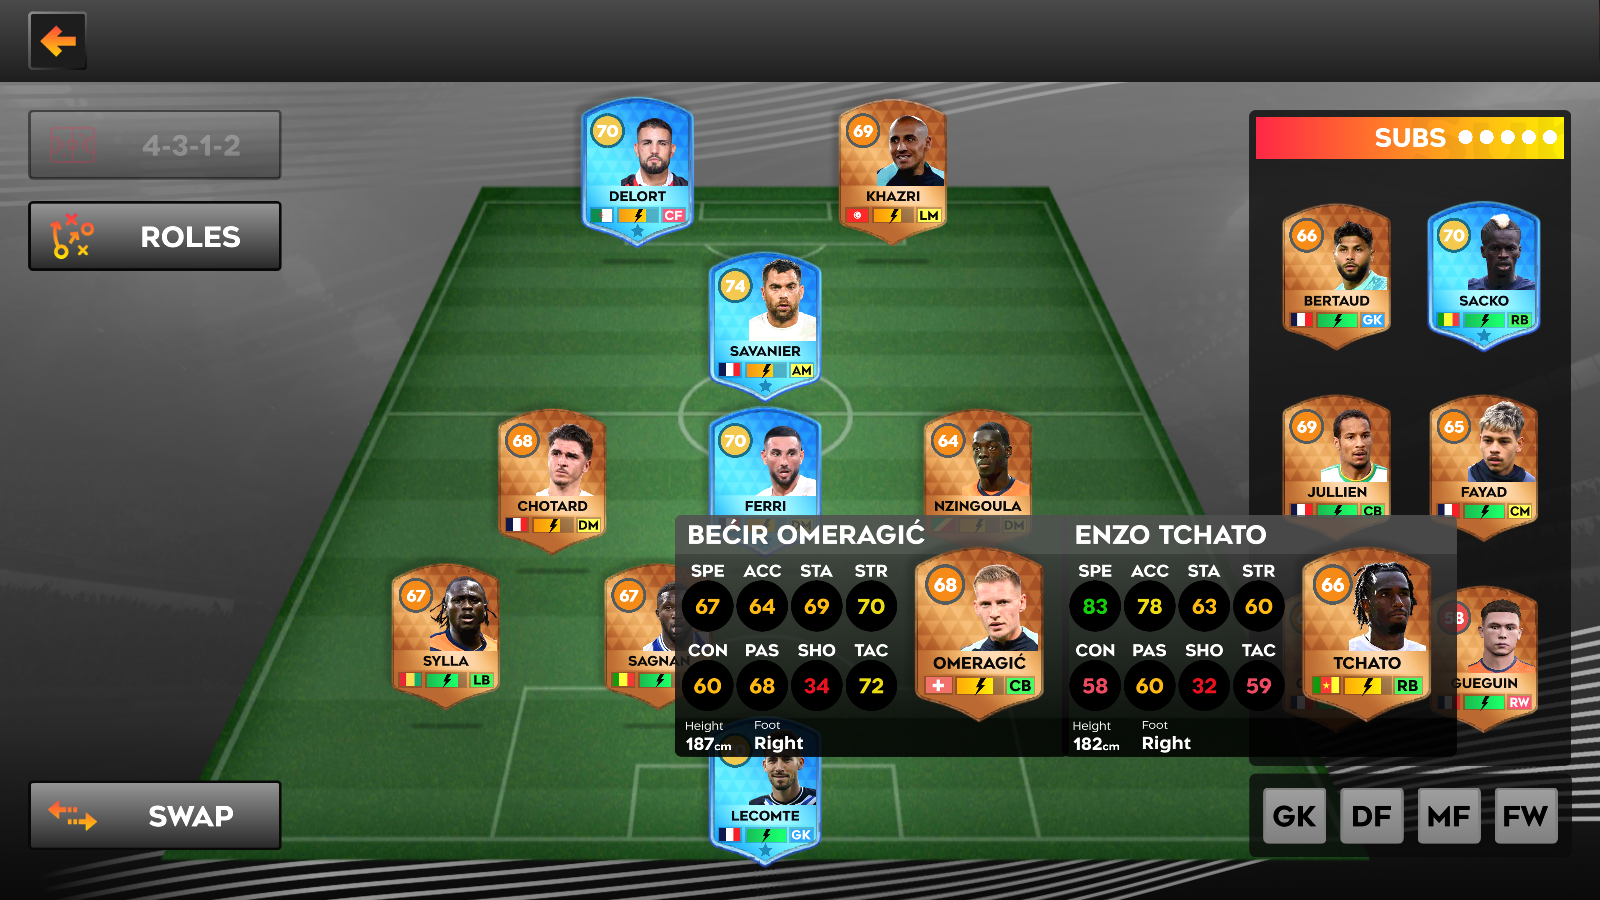 4-3-1-2
ROLES
SWAP
70
DELORT
CF
69
KHAZRI
LM
74
SAVANIER
AM
68
CHOTARD
DM
70
FERRI
DM
64
NZINGOULA
DM
67
SYLLA
LB
67
SAGNAN
LECOMTE
GK
BEĆIR OMERAGIĆ
SPE ACC STA STR
67 64 69 70
CON PAS SHO TAC
60 68 34 72
Height Foot
187cm Right
68
OMERAGIĆ
CB
ENZO TCHATO
SPE ACC STA STR
83 78 63 60
CON PAS SHO TAC
58 60 32 59
Height Foot
182cm Right
66
TCHATO
RB
SUBS
66
BERTAUD
GK
70
SACKO
RB
69
JULLIEN
CB
65
FAYAD
CM
58
GUEGUIN
RW
GK DF MF FW